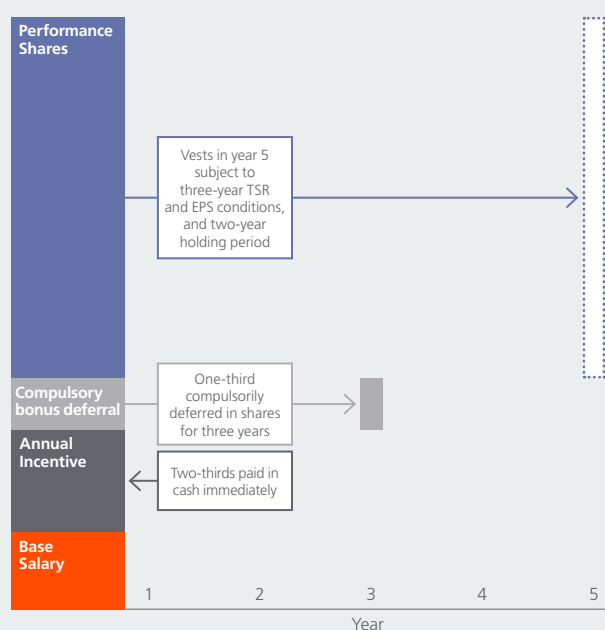 Performance
Shares
Vests in year 5
subject to
three-year TSR
and EPS conditions,
and two-year
holding period
Compulsory
bonus deferral
One-third
compulsorily
deferred in shares
for three years
Annual
Incentive
Two-thirds paid in
cash immediately
Base
Salary
1 2 3 4 5
Year